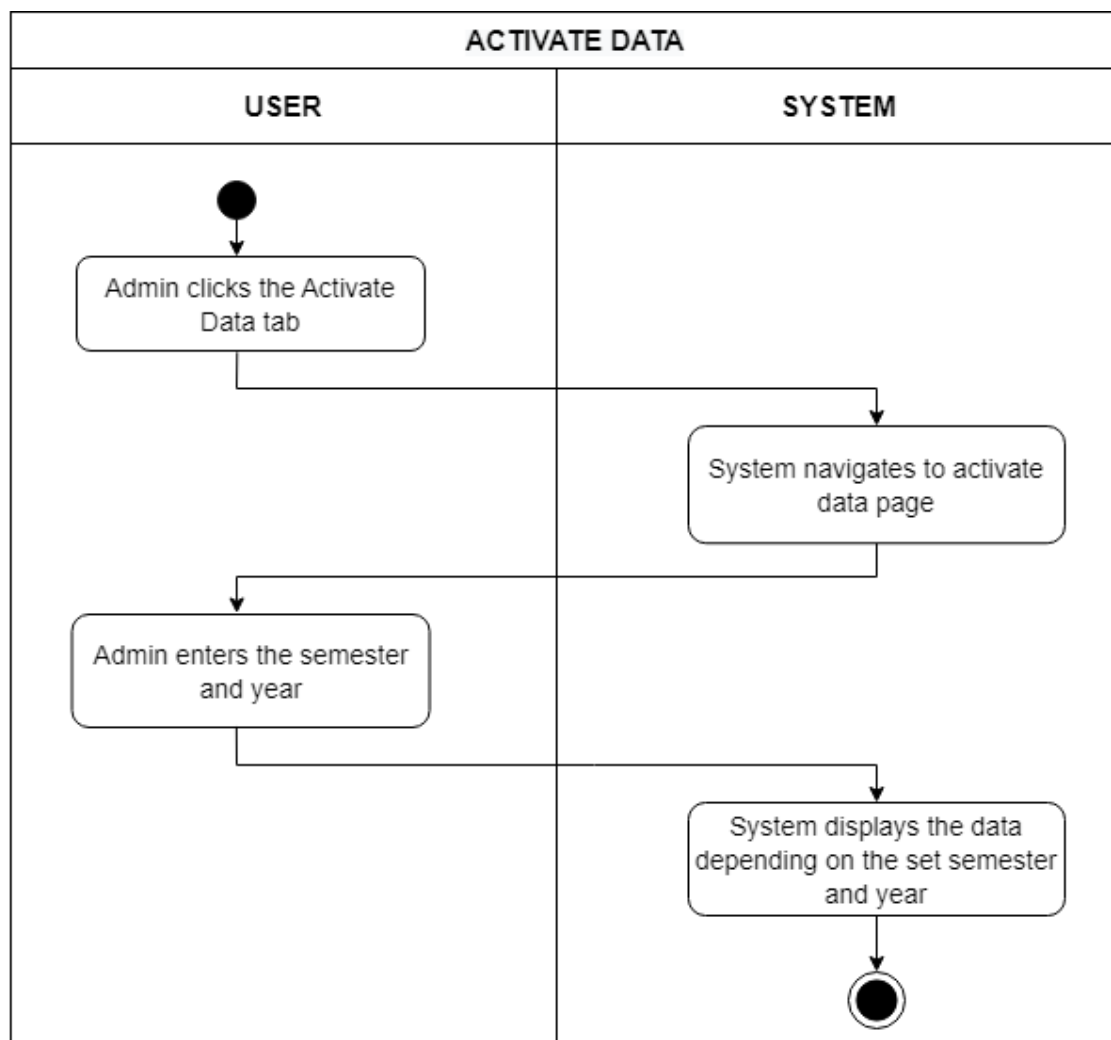 ACTIVATE DATA
USER
SYSTEM
Admin clicks the Activate
Data tab
System navigates to activate
data page
Admin enters the semester
and year
System displays the data
depending on the set semester
and year